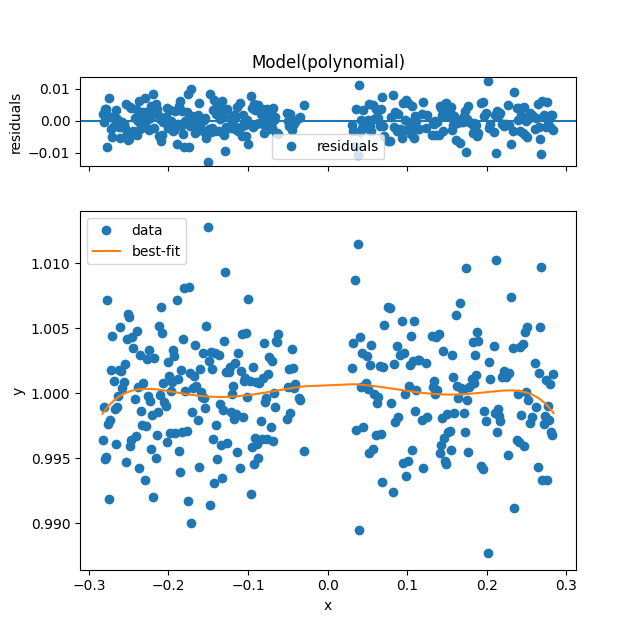 Model(polynomial)
residuals
0.01
0.00
−0.01
residuals
data
best-fit
y
1.010
1.005
1.000
0.995
0.990
−0.3 −0.2 −0.1 0.0 0.1 0.2 0.3
x